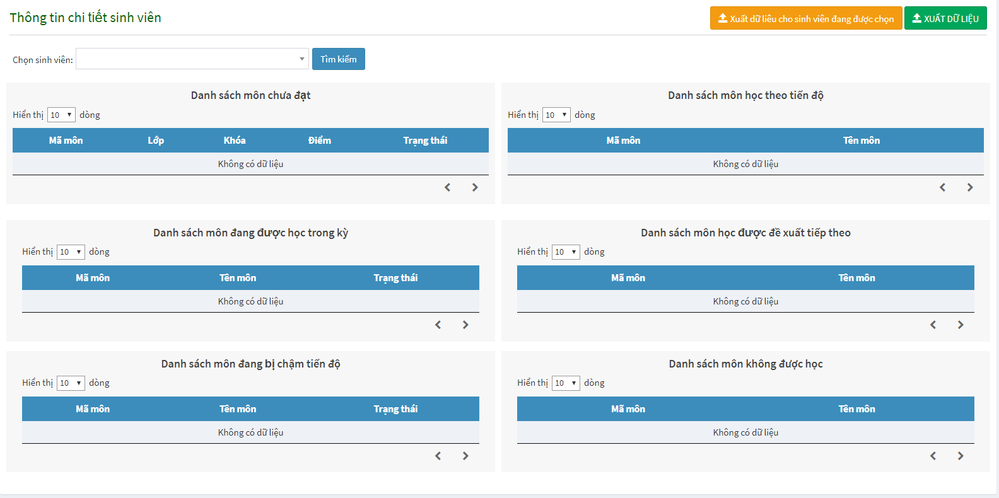 Thông tin chi tiết sinh viên
Xuất dữ liêu cho sinh viên đang được chọn
XUẤT DỮ LIỆU
Chọn sinh viên:
Tìm kiếm
Danh sách môn chưa đạt
Hiển thị 10 dòng
Mã môn Lớp Khóa Điểm Trạng thái
Không có dữ liệu
Danh sách môn học theo tiến độ
Hiển thị 10 dòng
Mã môn Tên môn
Không có dữ liệu
Danh sách môn đang được học trong kỳ
Hiển thị 10 dòng
Mã môn Tên môn Trạng thái
Không có dữ liệu
Danh sách môn học được đề xuất tiếp theo
Hiển thị 10 dòng
Mã môn Tên môn
Không có dữ liệu
Danh sách môn đang bị chậm tiến độ
Hiển thị 10 dòng
Mã môn Tên môn Trạng thái
Không có dữ liệu
Danh sách môn không được học
Hiển thị 10 dòng
Mã môn Tên môn
Không có dữ liệu